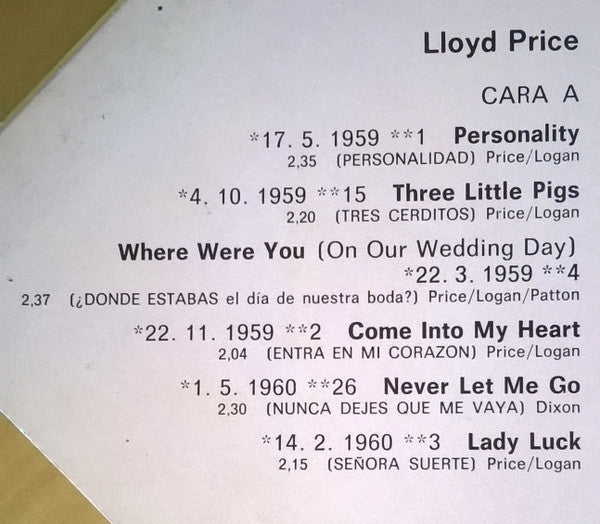 Lloyd Price
CARA A
*17. 5. 1959 **1 Personality
2,35 (PERSONALIDAD) Price/Logan
*4. 10. 1959 **15 Three Little Pigs
2,20 (TRES CERDITOS) Price/Logan
Where Were You (On Our Wedding Day)
*22. 3. 1959 **4
2,37 (¿DONDE ESTABAS el día de nuestra boda?) Price/Logan/Patton
*22. 11. 1959 **2 Come Into My Heart
2,04 (ENTRA EN MI CORAZON) Price/Logan
*1. 5. 1960 **26 Never Let Me Go
2,30 (NUNCA DEJES QUE ME VAYA) Dixon
*14. 2. 1960 **3 Lady Luck
2,15 (SEÑORA SUERTE) Price/Logan